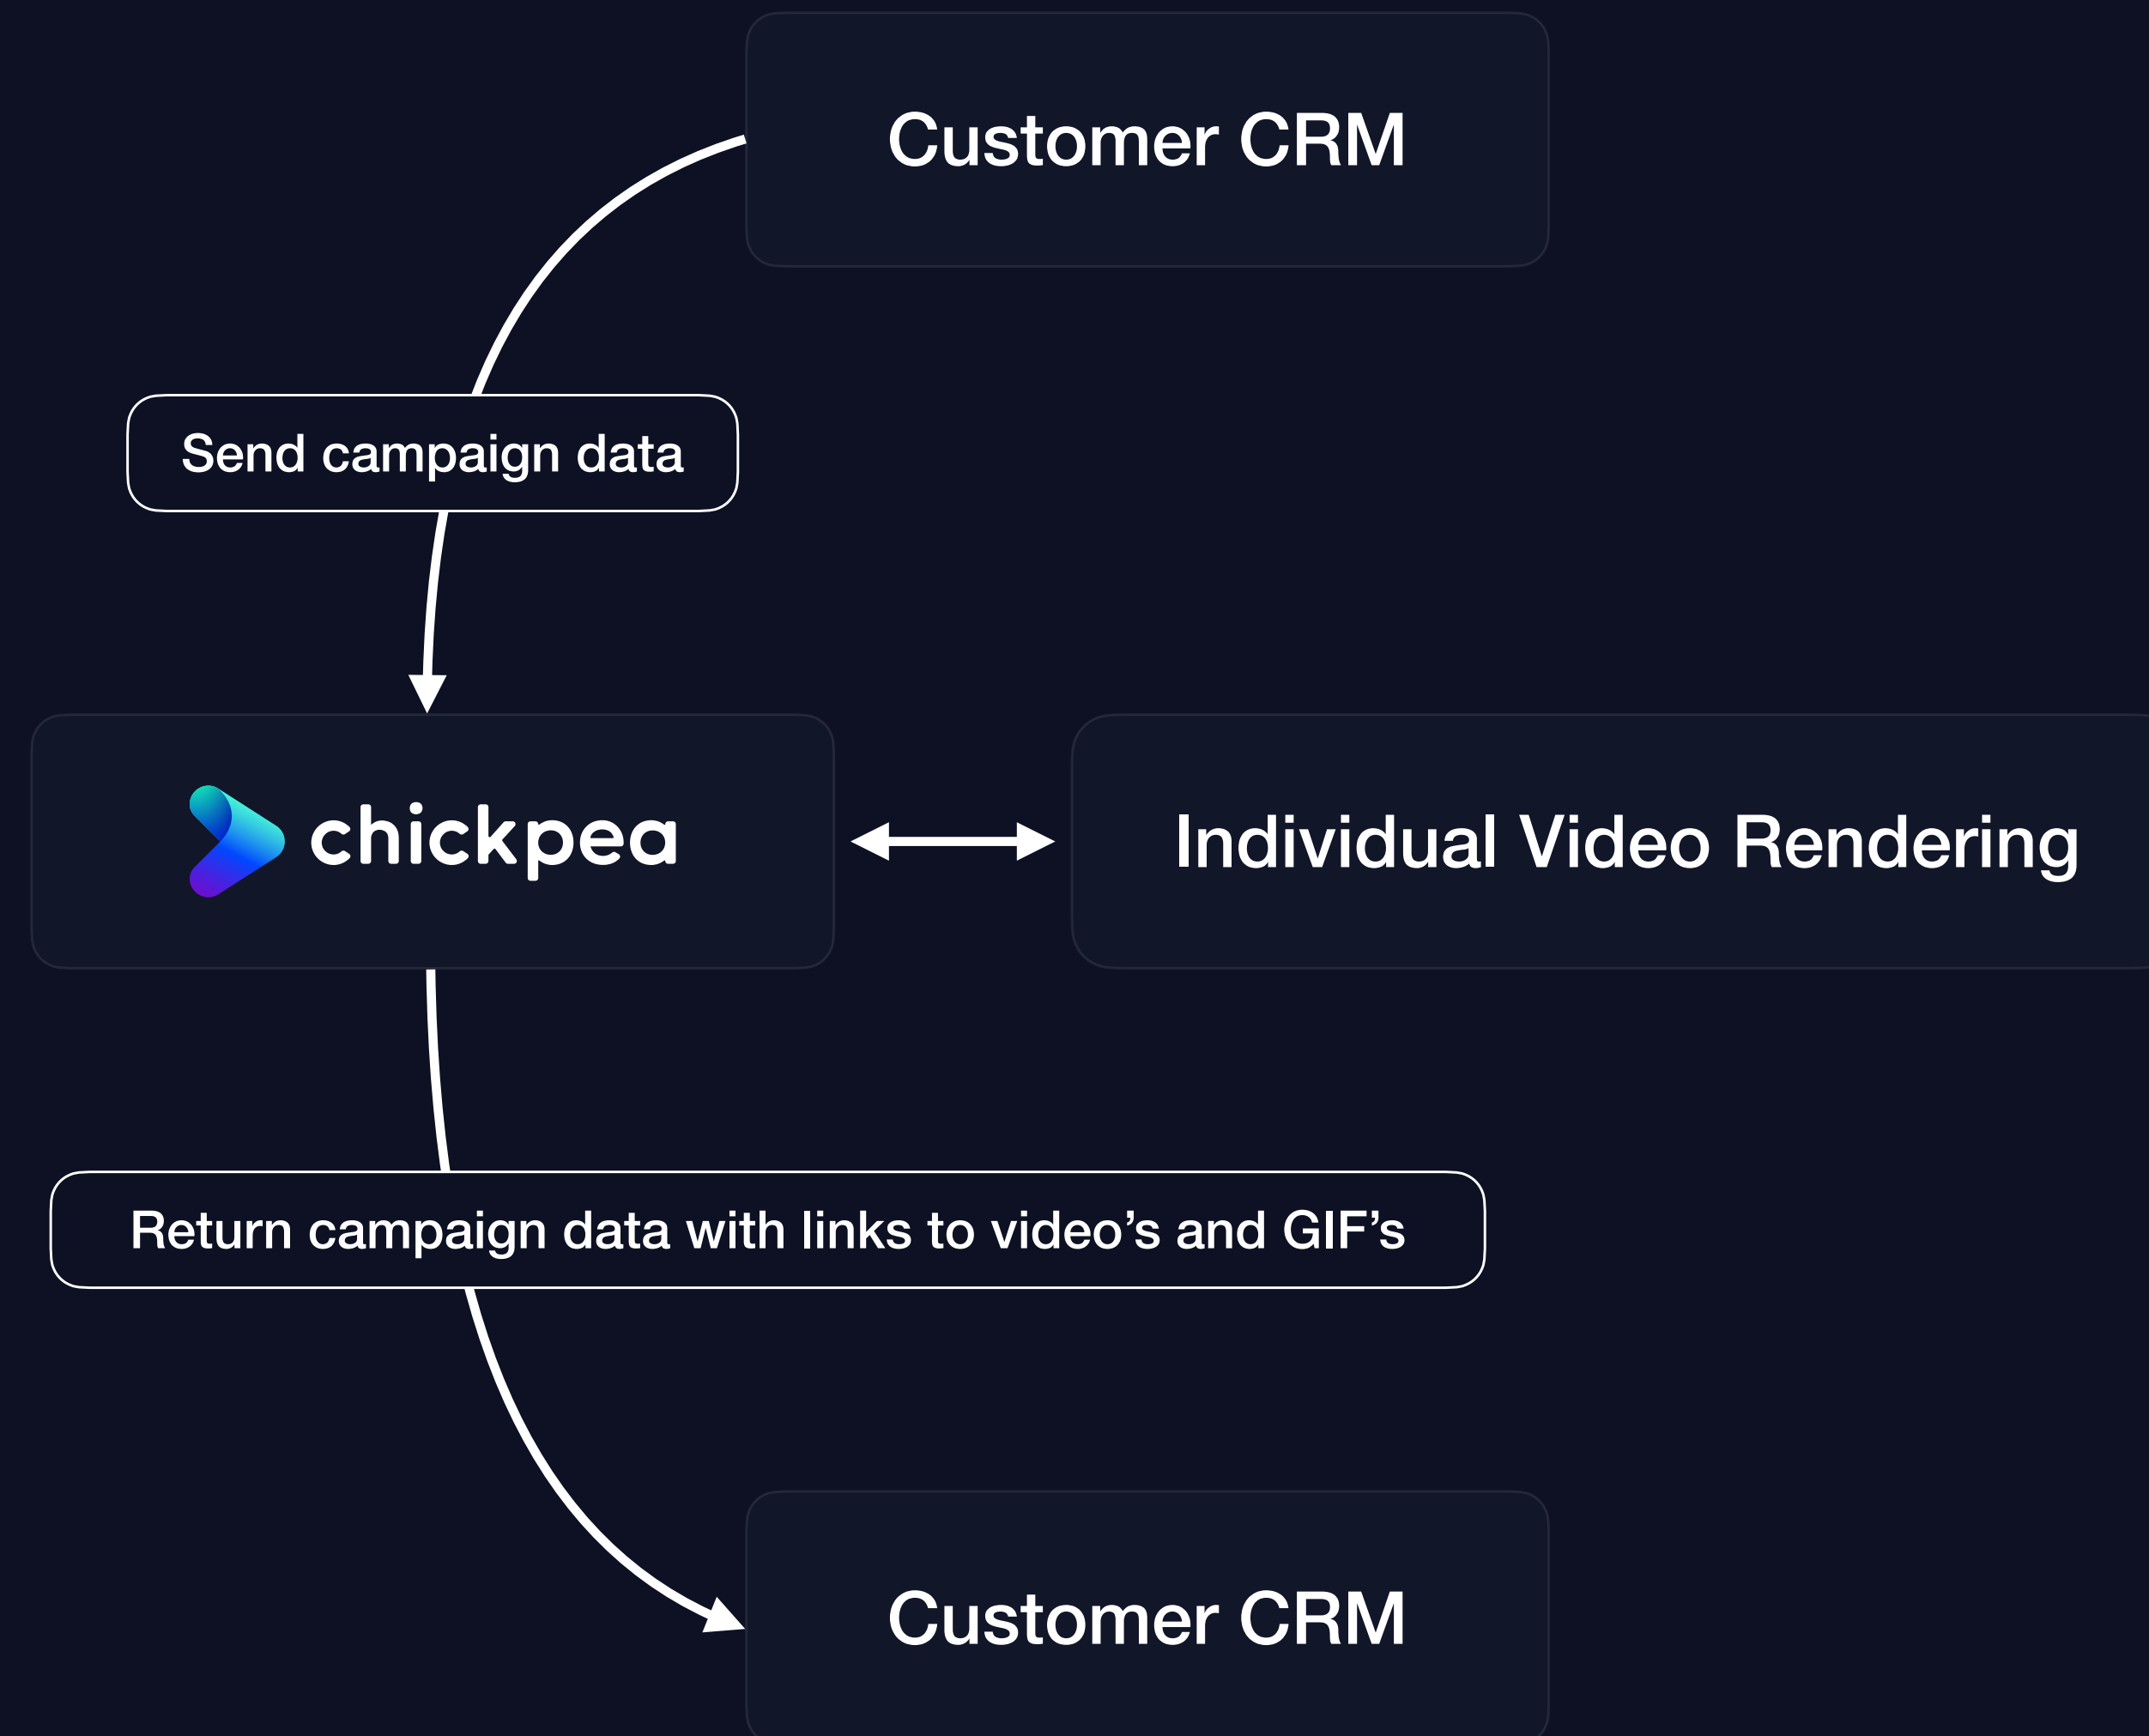 Customer CRM
Send campaign data
chickpea
Individual Video Rendering
Return campaign data with links to video’s and GIF’s
Customer CRM